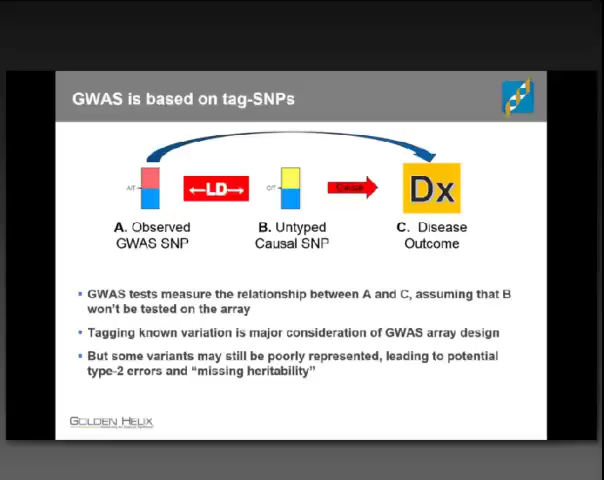 GWAS is based on tag-SNPs
A/T
←LD→
C/T
Cause
Dx
A. Observed
GWAS SNP
B. Untyped
Causal SNP
C. Disease
Outcome
• GWAS tests measure the relationship between A and C, assuming that B
won't be tested on the array
• Tagging known variation is major consideration of GWAS array design
• But some variants may still be poorly represented, leading to potential
type-2 errors and “missing heritability”
GOLDEN HELIX